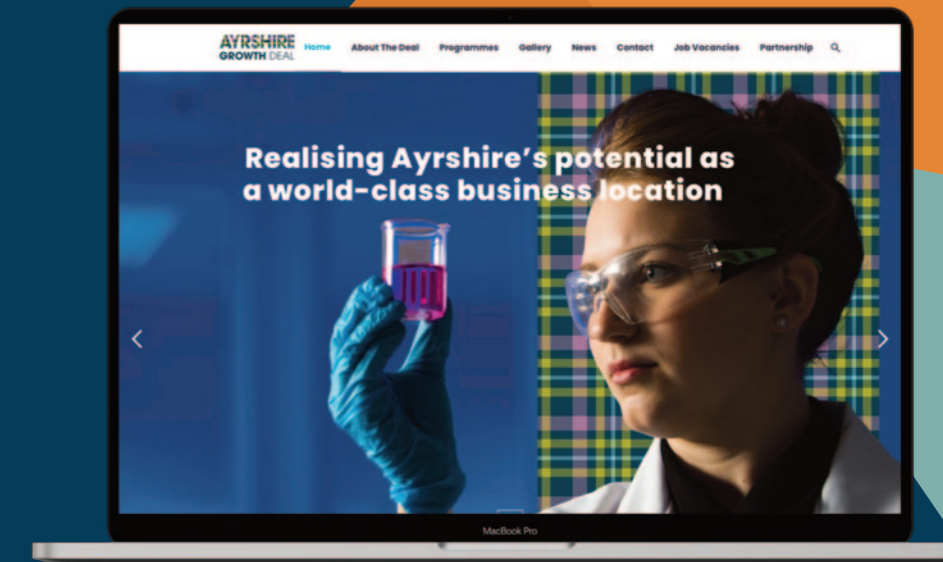 AYRSHIRE
GROWTH DEAL
Home About The Deal Programmes Gallery News Contact Job Vacancies Partnership
Realising Ayrshire's potential as
a world-class business location
MacBook Pro